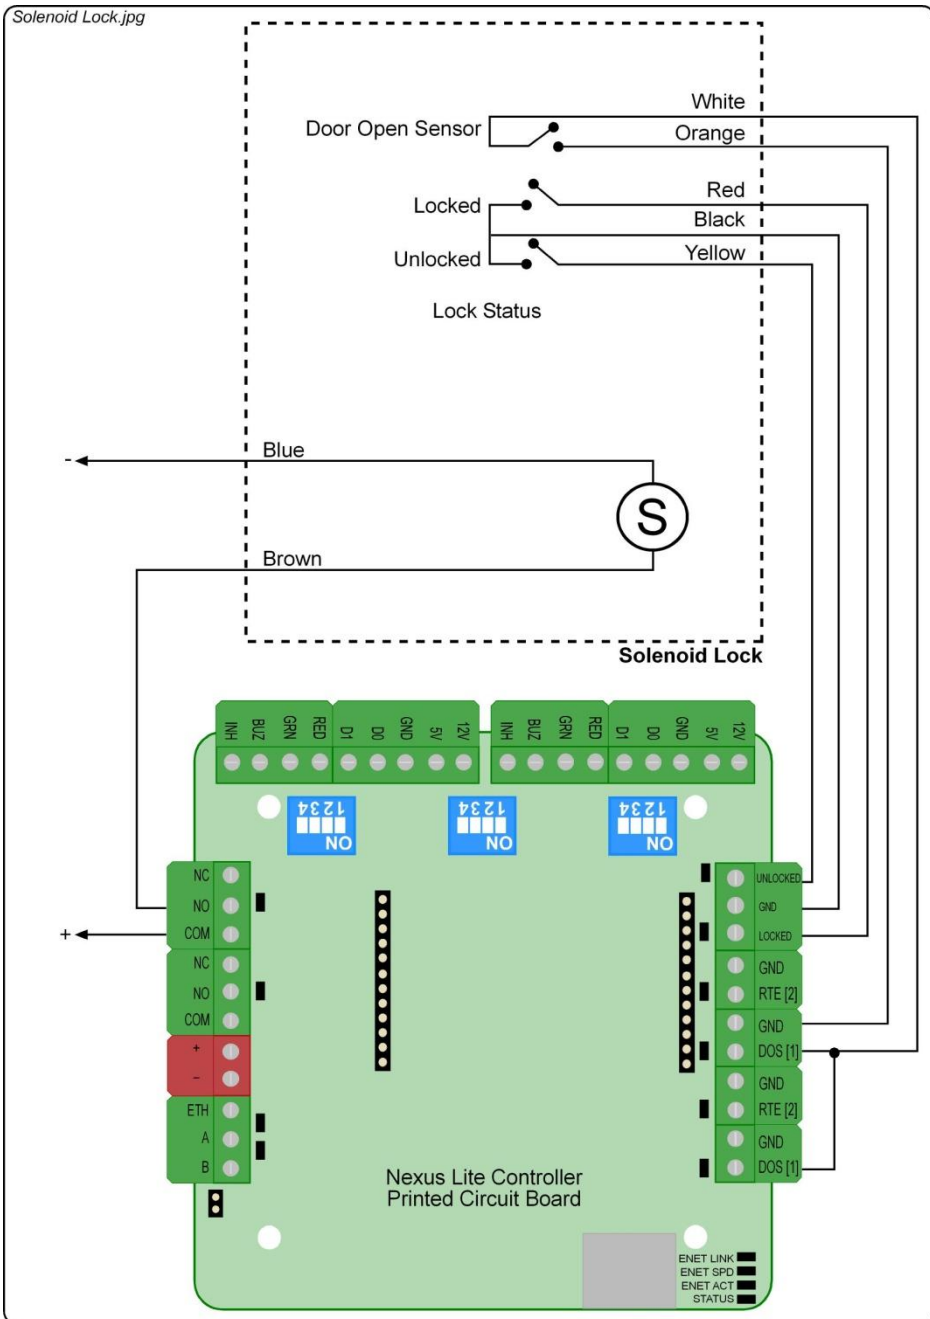 Solenoid Lock.jpg
White
Door Open Sensor
Orange
Red
Locked
Black
Unlocked
Yellow
Lock Status
-
Blue
S
Brown
Solenoid Lock
INH BUZ GRN RED D1 D0 GND 5V 12V INH BUZ GRN RED D1 D0 GND 5V 12V
1234 1234 1234
ON ON ON
NC
NO
+
COM
NC
NO
COM
+
−
ETH
A
B
UNLOCKED
GND
LOCKED
GND
RTE [2]
GND
DOS [1]
GND
RTE [2]
GND
DOS [1]
Nexus Lite Controller
Printed Circuit Board
ENET LINK
ENET SPD
ENET ACT
STATUS